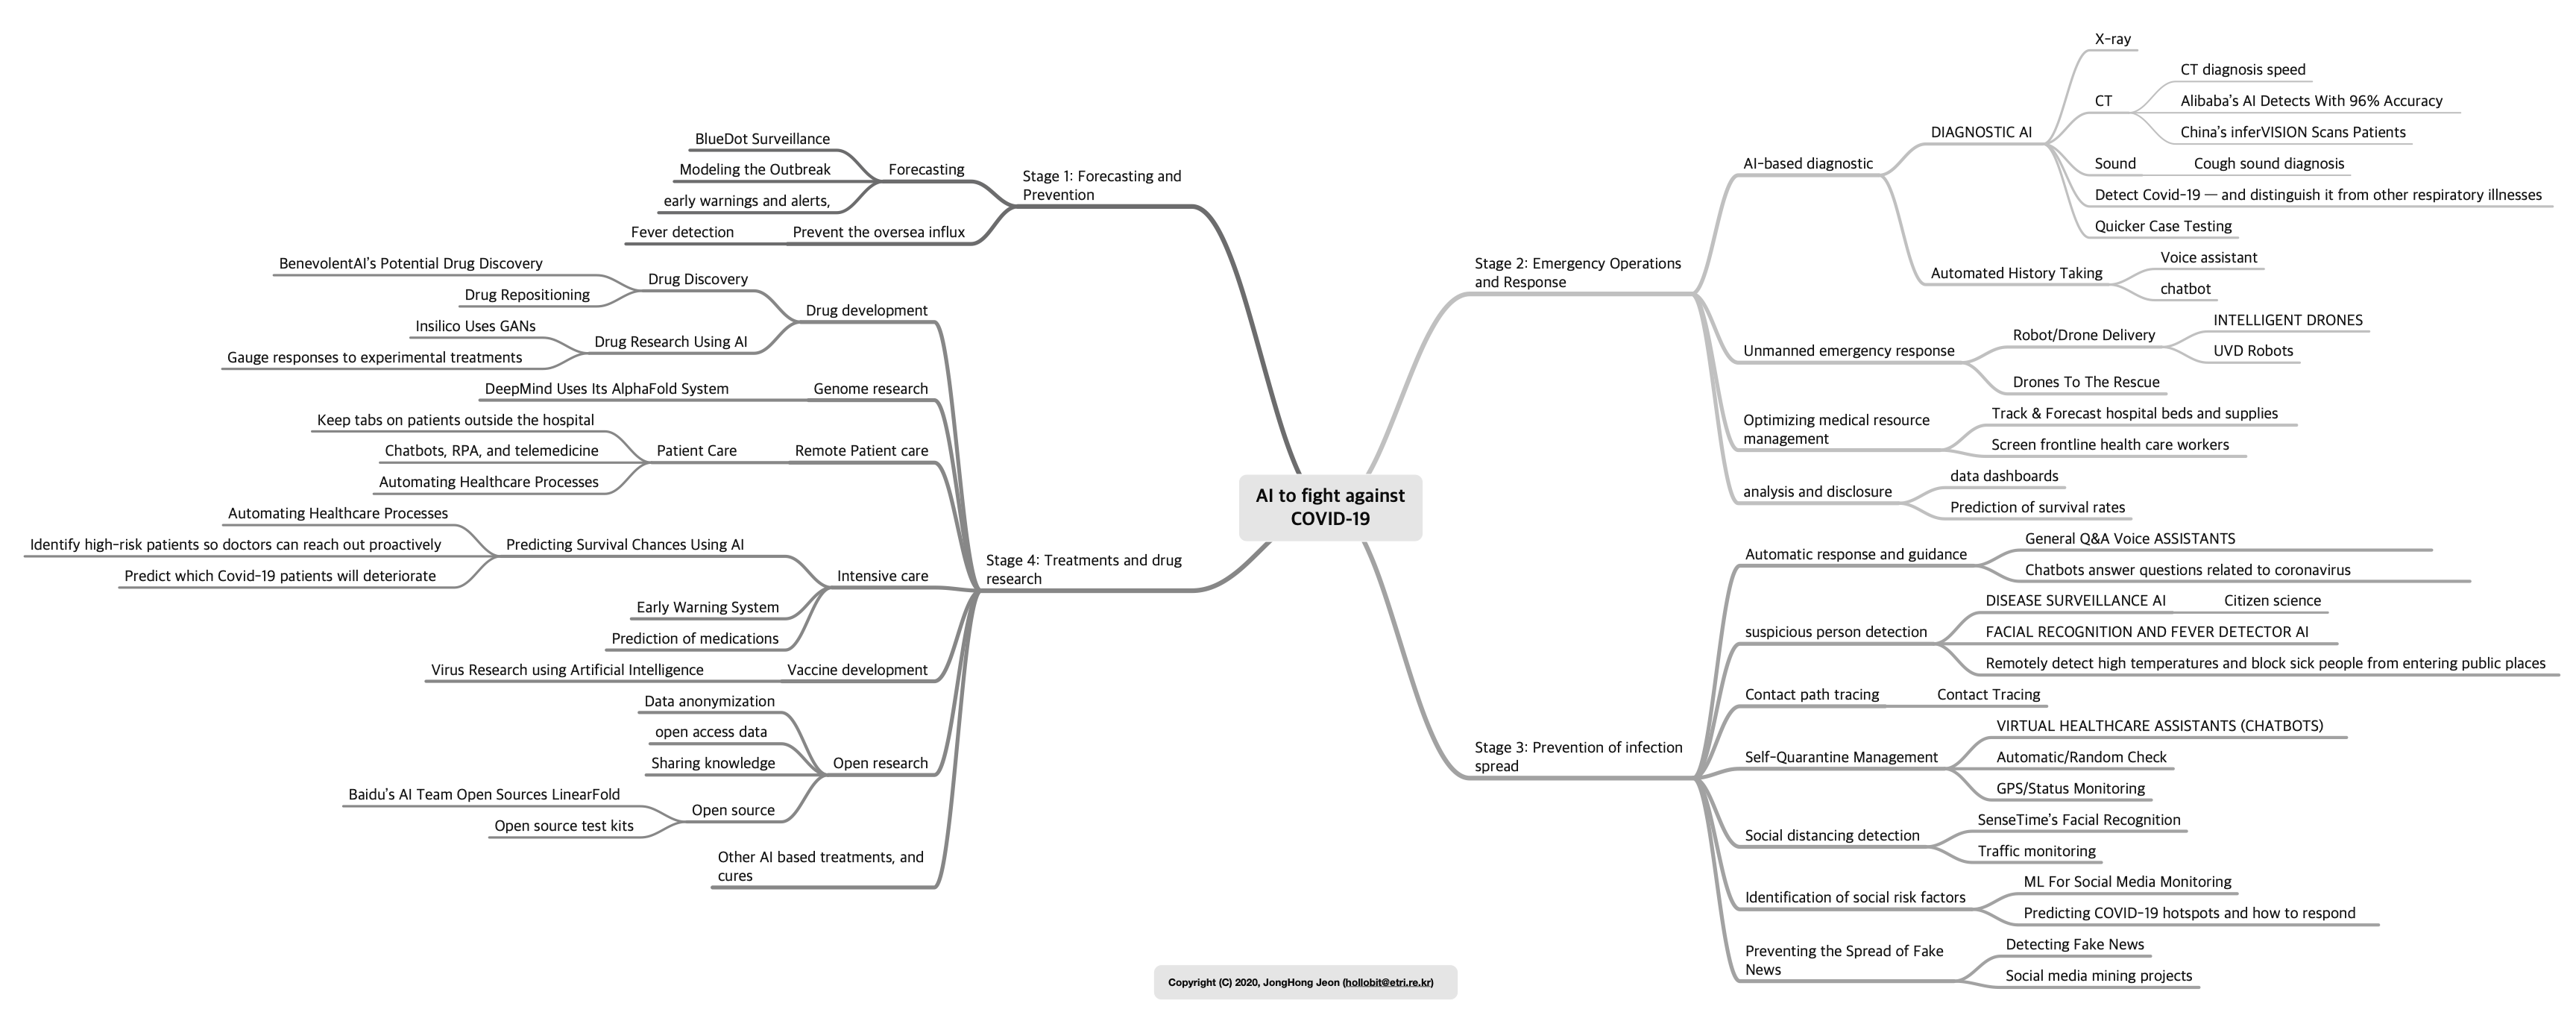 AI to fight against
COVID-19
Stage 1: Forecasting and
Prevention
Forecasting
BlueDot Surveillance
Modeling the Outbreak
early warnings and alerts,
Prevent the oversea influx
Fever detection
Stage 2: Emergency Operations
and Response
AI-based diagnostic
DIAGNOSTIC AI
X-ray
CT
CT diagnosis speed
Alibaba's AI Detects With 96% Accuracy
China's inferVISION Scans Patients
Sound
Cough sound diagnosis
Detect Covid-19 — and distinguish it from other respiratory illnesses
Quicker Case Testing
Automated History Taking
Voice assistant
chatbot
Unmanned emergency response
Robot/Drone Delivery
INTELLIGENT DRONES
UVD Robots
Drones To The Rescue
Optimizing medical resource
management
Track & Forecast hospital beds and supplies
Screen frontline health care workers
analysis and disclosure
data dashboards
Prediction of survival rates
Stage 3: Prevention of infection
spread
Automatic response and guidance
General Q&A Voice ASSISTANTS
Chatbots answer questions related to coronavirus
suspicious person detection
DISEASE SURVEILLANCE AI
Citizen science
FACIAL RECOGNITION AND FEVER DETECTOR AI
Remotely detect high temperatures and block sick people from entering public places
Contact path tracing
Contact Tracing
Self-Quarantine Management
VIRTUAL HEALTHCARE ASSISTANTS (CHATBOTS)
Automatic/Random Check
GPS/Status Monitoring
Social distancing detection
SenseTime's Facial Recognition
Traffic monitoring
Identification of social risk factors
ML For Social Media Monitoring
Predicting COVID-19 hotspots and how to respond
Preventing the Spread of Fake
News
Detecting Fake News
Social media mining projects
Stage 4: Treatments and drug
research
Drug development
Drug Discovery
BenevolentAI's Potential Drug Discovery
Drug Repositioning
Drug Research Using AI
Insilico Uses GANs
Gauge responses to experimental treatments
Genome research
DeepMind Uses Its AlphaFold System
Remote Patient care
Patient Care
Keep tabs on patients outside the hospital
Chatbots, RPA, and telemedicine
Automating Healthcare Processes
Intensive care
Predicting Survival Chances Using AI
Automating Healthcare Processes
Identify high-risk patients so doctors can reach out proactively
Predict which Covid-19 patients will deteriorate
Early Warning System
Prediction of medications
Vaccine development
Virus Research using Artificial Intelligence
Open research
Data anonymization
open access data
Sharing knowledge
Open source
Baidu's AI Team Open Sources LinearFold
Open source test kits
Other AI based treatments, and
cures
Copyright (C) 2020, JongHong Jeon (hollobit@etri.re.kr)